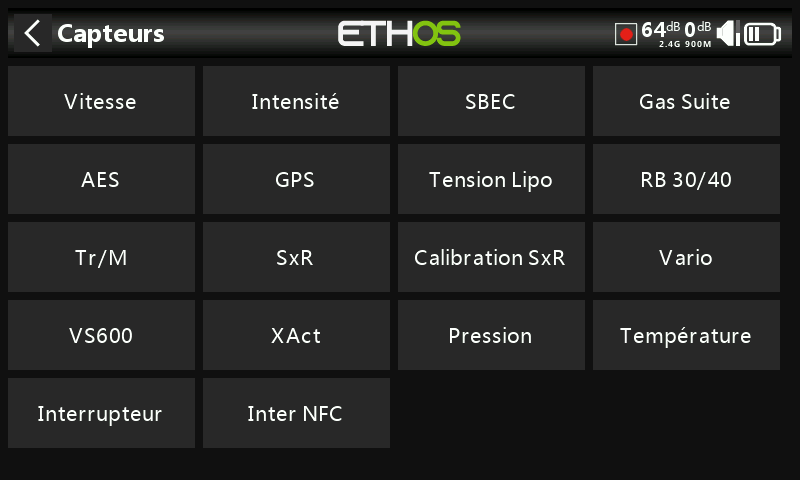 Capteurs
ETHOS
64dB 0dB
2.4G 900M
Vitesse
Intensité
SBEC
Gas Suite
AES
GPS
Tension Lipo
RB 30/40
Tr/M
SxR
Calibration SxR
Vario
VS600
XAct
Pression
Température
Interrupteur
Inter NFC